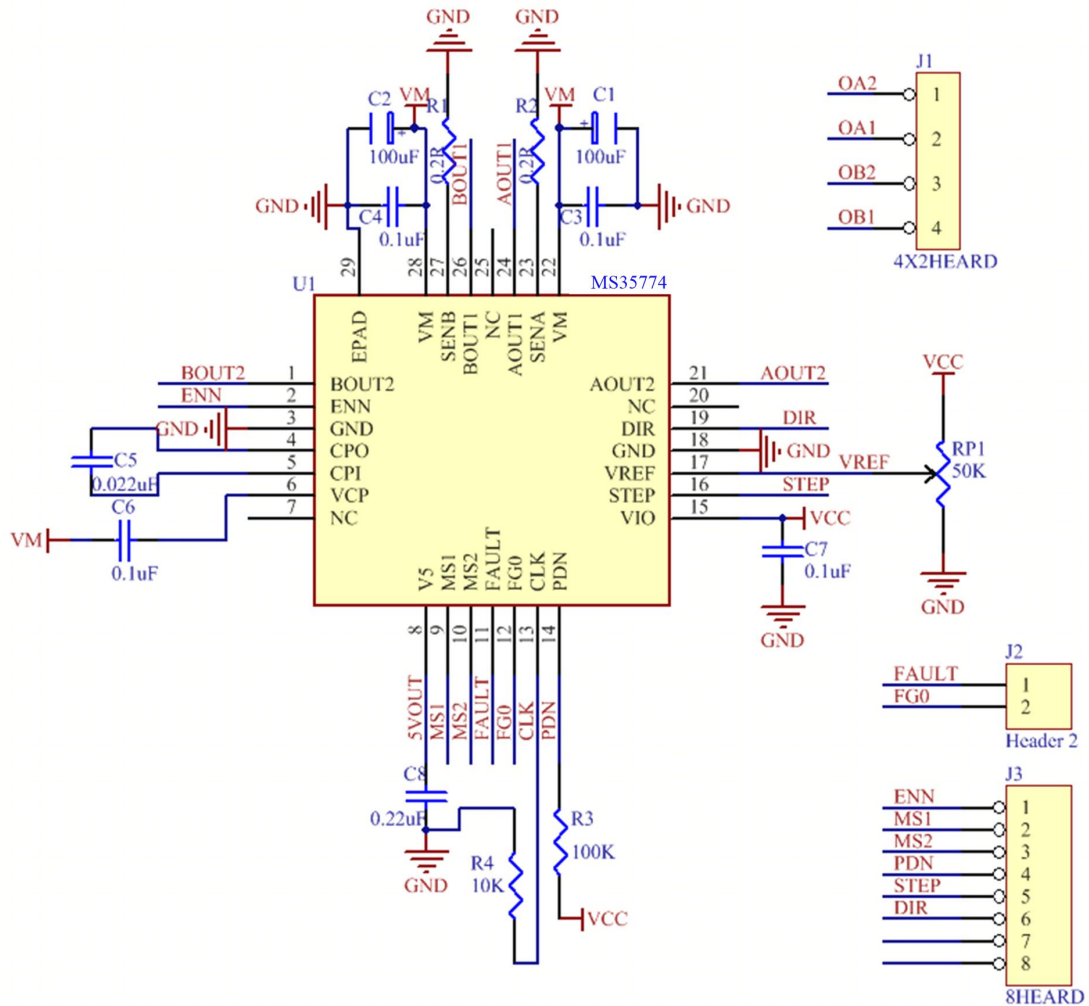 GND
GND
J1
VM
C2
R1
R2
VM
C1
OA2
1
+
+
100uF
100uF
OA1
2
0.2R
BOUT1
AOUT1
0.2R
OB2
3
GND
C4
C3
GND
OB1
4
0.1uF
0.1uF
4X2HEARD
29
28
27
26
25
24
23
22
U1
MS35774
EPAD
VM
SENB
BOUT1
NC
AOUT1
SENA
VM
BOUT2
1
BOUT2
AOUT2
21
AOUT2
VCC
ENN
2
ENN
NC
20
GND
3
GND
DIR
19
DIR
4
CPO
GND
18
GND
RP1
C5
5
CPI
VREF
17
VREF
50K
0.022uF
6
VCP
STEP
16
STEP
C6
7
NC
VIO
15
VCC
VM
C7
0.1uF
0.1uF
V5
MS1
MS2
FAULT
FG0
CLK
PDN
GND
GND
8
9
10
11
12
13
14
J2
5VOUT
MS1
MS2
FAULT
FG0
CLK
PDN
FAULT
1
FG0
2
Header 2
C8
J3
0.22uF
ENN
1
R3
MS1
2
100K
MS2
3
R4
PDN
4
GND
10K
STEP
5
VCC
DIR
6
7
8
8HEARD